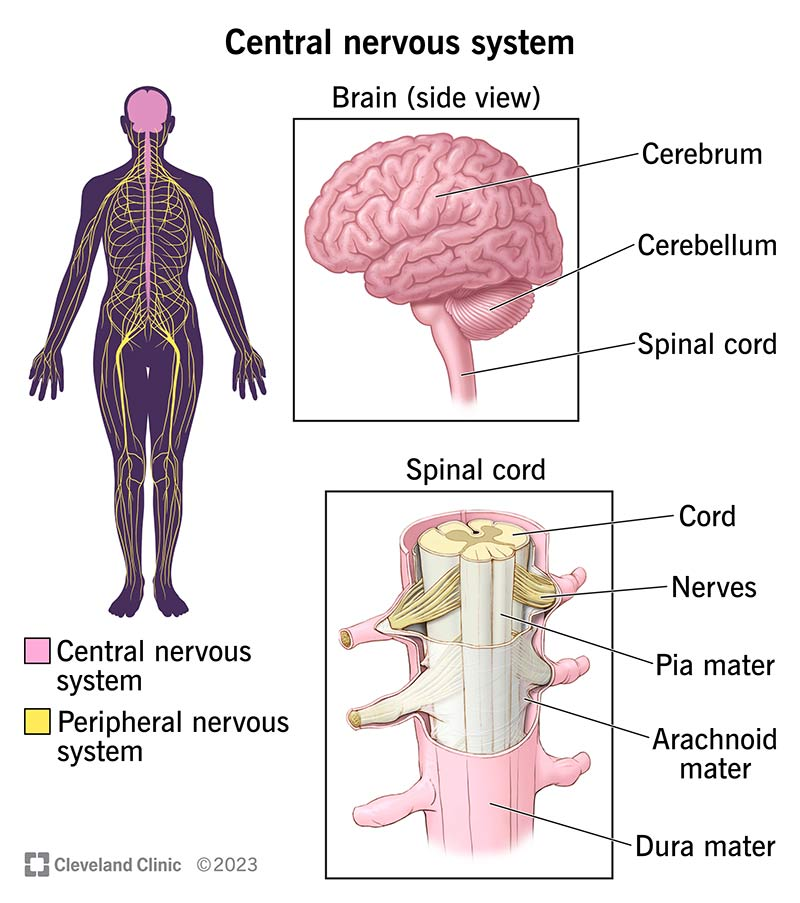 Central nervous system
Brain (side view)
Cerebrum
Cerebellum
Spinal cord
Spinal cord
Cord
Nerves
Pia mater
Arachnoid
mater
Dura mater
Central nervous
system
Peripheral nervous
system
Cleveland Clinic ©2023